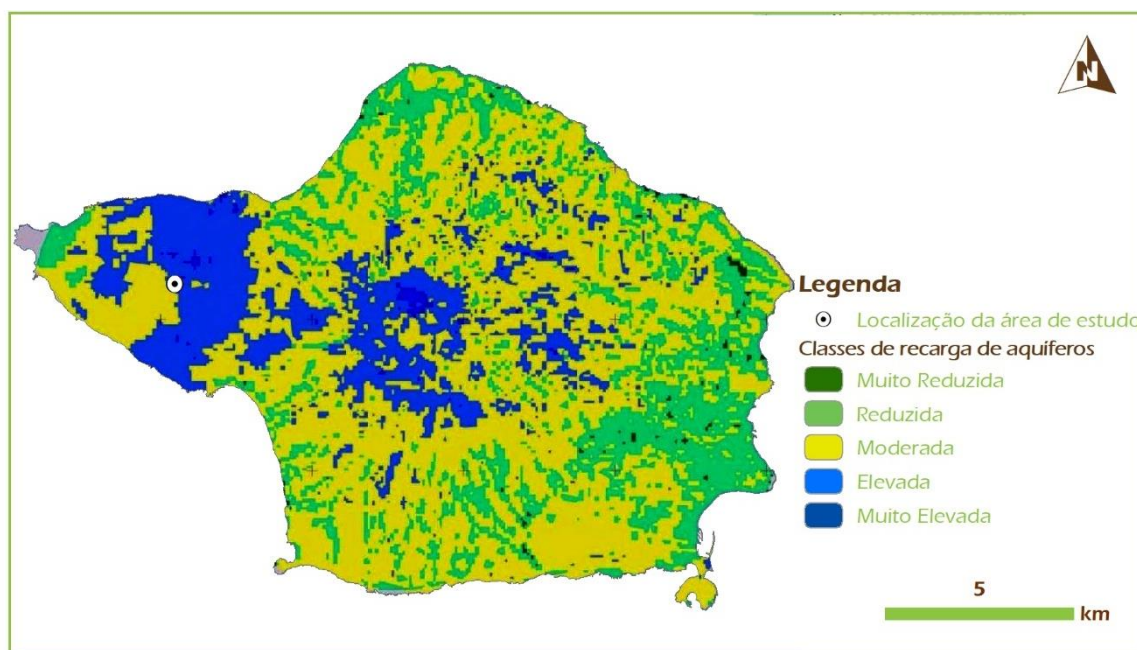 N
Legenda
Localização da área de estudo
Classes de recarga de aquíferos
Muito Reduzida
Reduzida
Moderada
Elevada
Muito Elevada
5
km